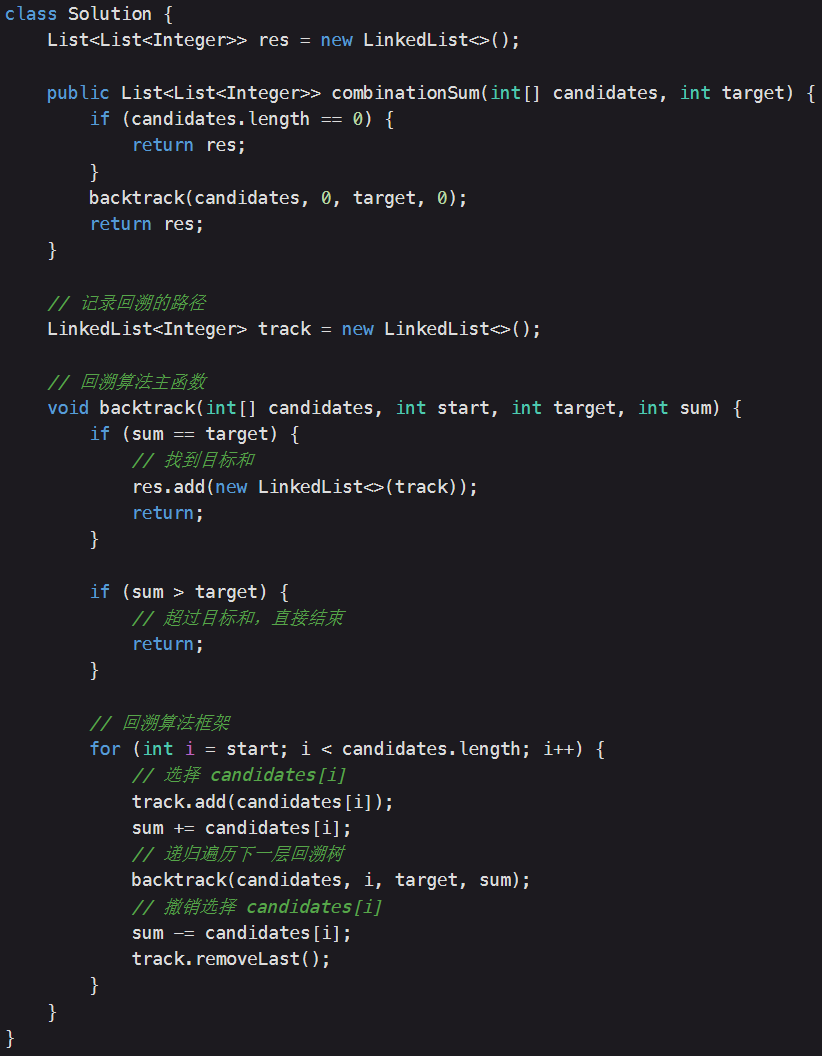 class Solution {
    List<List<Integer>> res = new LinkedList<>();

    public List<List<Integer>> combinationSum(int[] candidates, int target) {
        if (candidates.length == 0) {
            return res;
        }
        backtrack(candidates, 0, target, 0);
        return res;
    }

    // 记录回溯的路径
    LinkedList<Integer> track = new LinkedList<>();

    // 回溯算法主函数
    void backtrack(int[] candidates, int start, int target, int sum) {
        if (sum == target) {
            // 找到目标和
            res.add(new LinkedList<>(track));
            return;
        }

        if (sum > target) {
            // 超过目标和，直接结束
            return;
        }

        // 回溯算法框架
        for (int i = start; i < candidates.length; i++) {
            // 选择 candidates[i]
            track.add(candidates[i]);
            sum += candidates[i];
            // 递归遍历下一层回溯树
            backtrack(candidates, i, target, sum);
            // 撤销选择 candidates[i]
            sum -= candidates[i];
            track.removeLast();
        }
    }
}